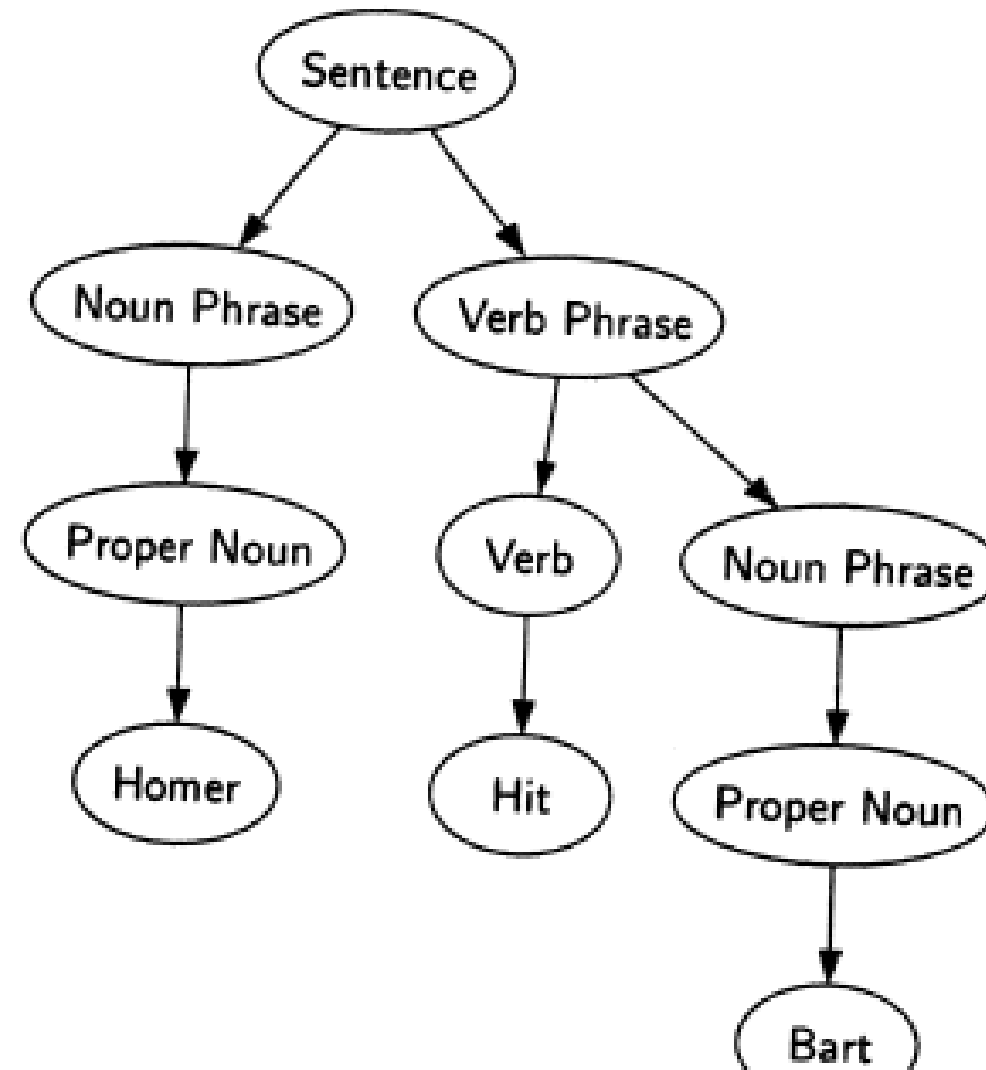 Sentence
Noun Phrase
Verb Phrase
Proper Noun
Verb
Noun Phrase
Homer
Hit
Proper Noun
Bart